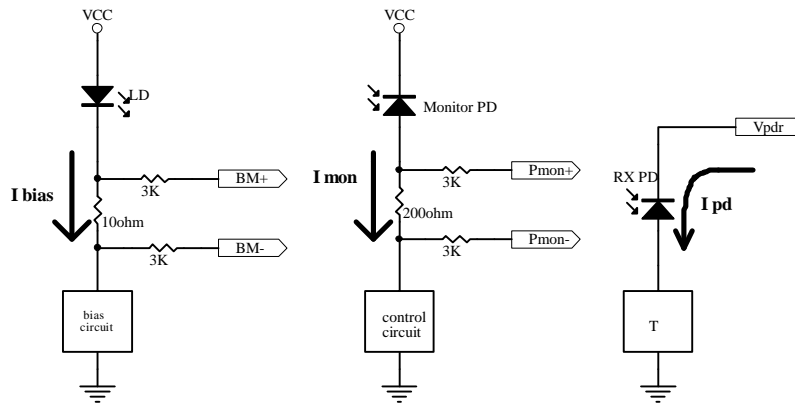 VCC
LD
I bias
3K
BM+
10ohm
3K
BM-
bias
circuit
VCC
Monitor PD
I mon
3K
Pmon+
200ohm
3K
Pmon-
control
circuit
Vpdr
RX PD
I pd
T